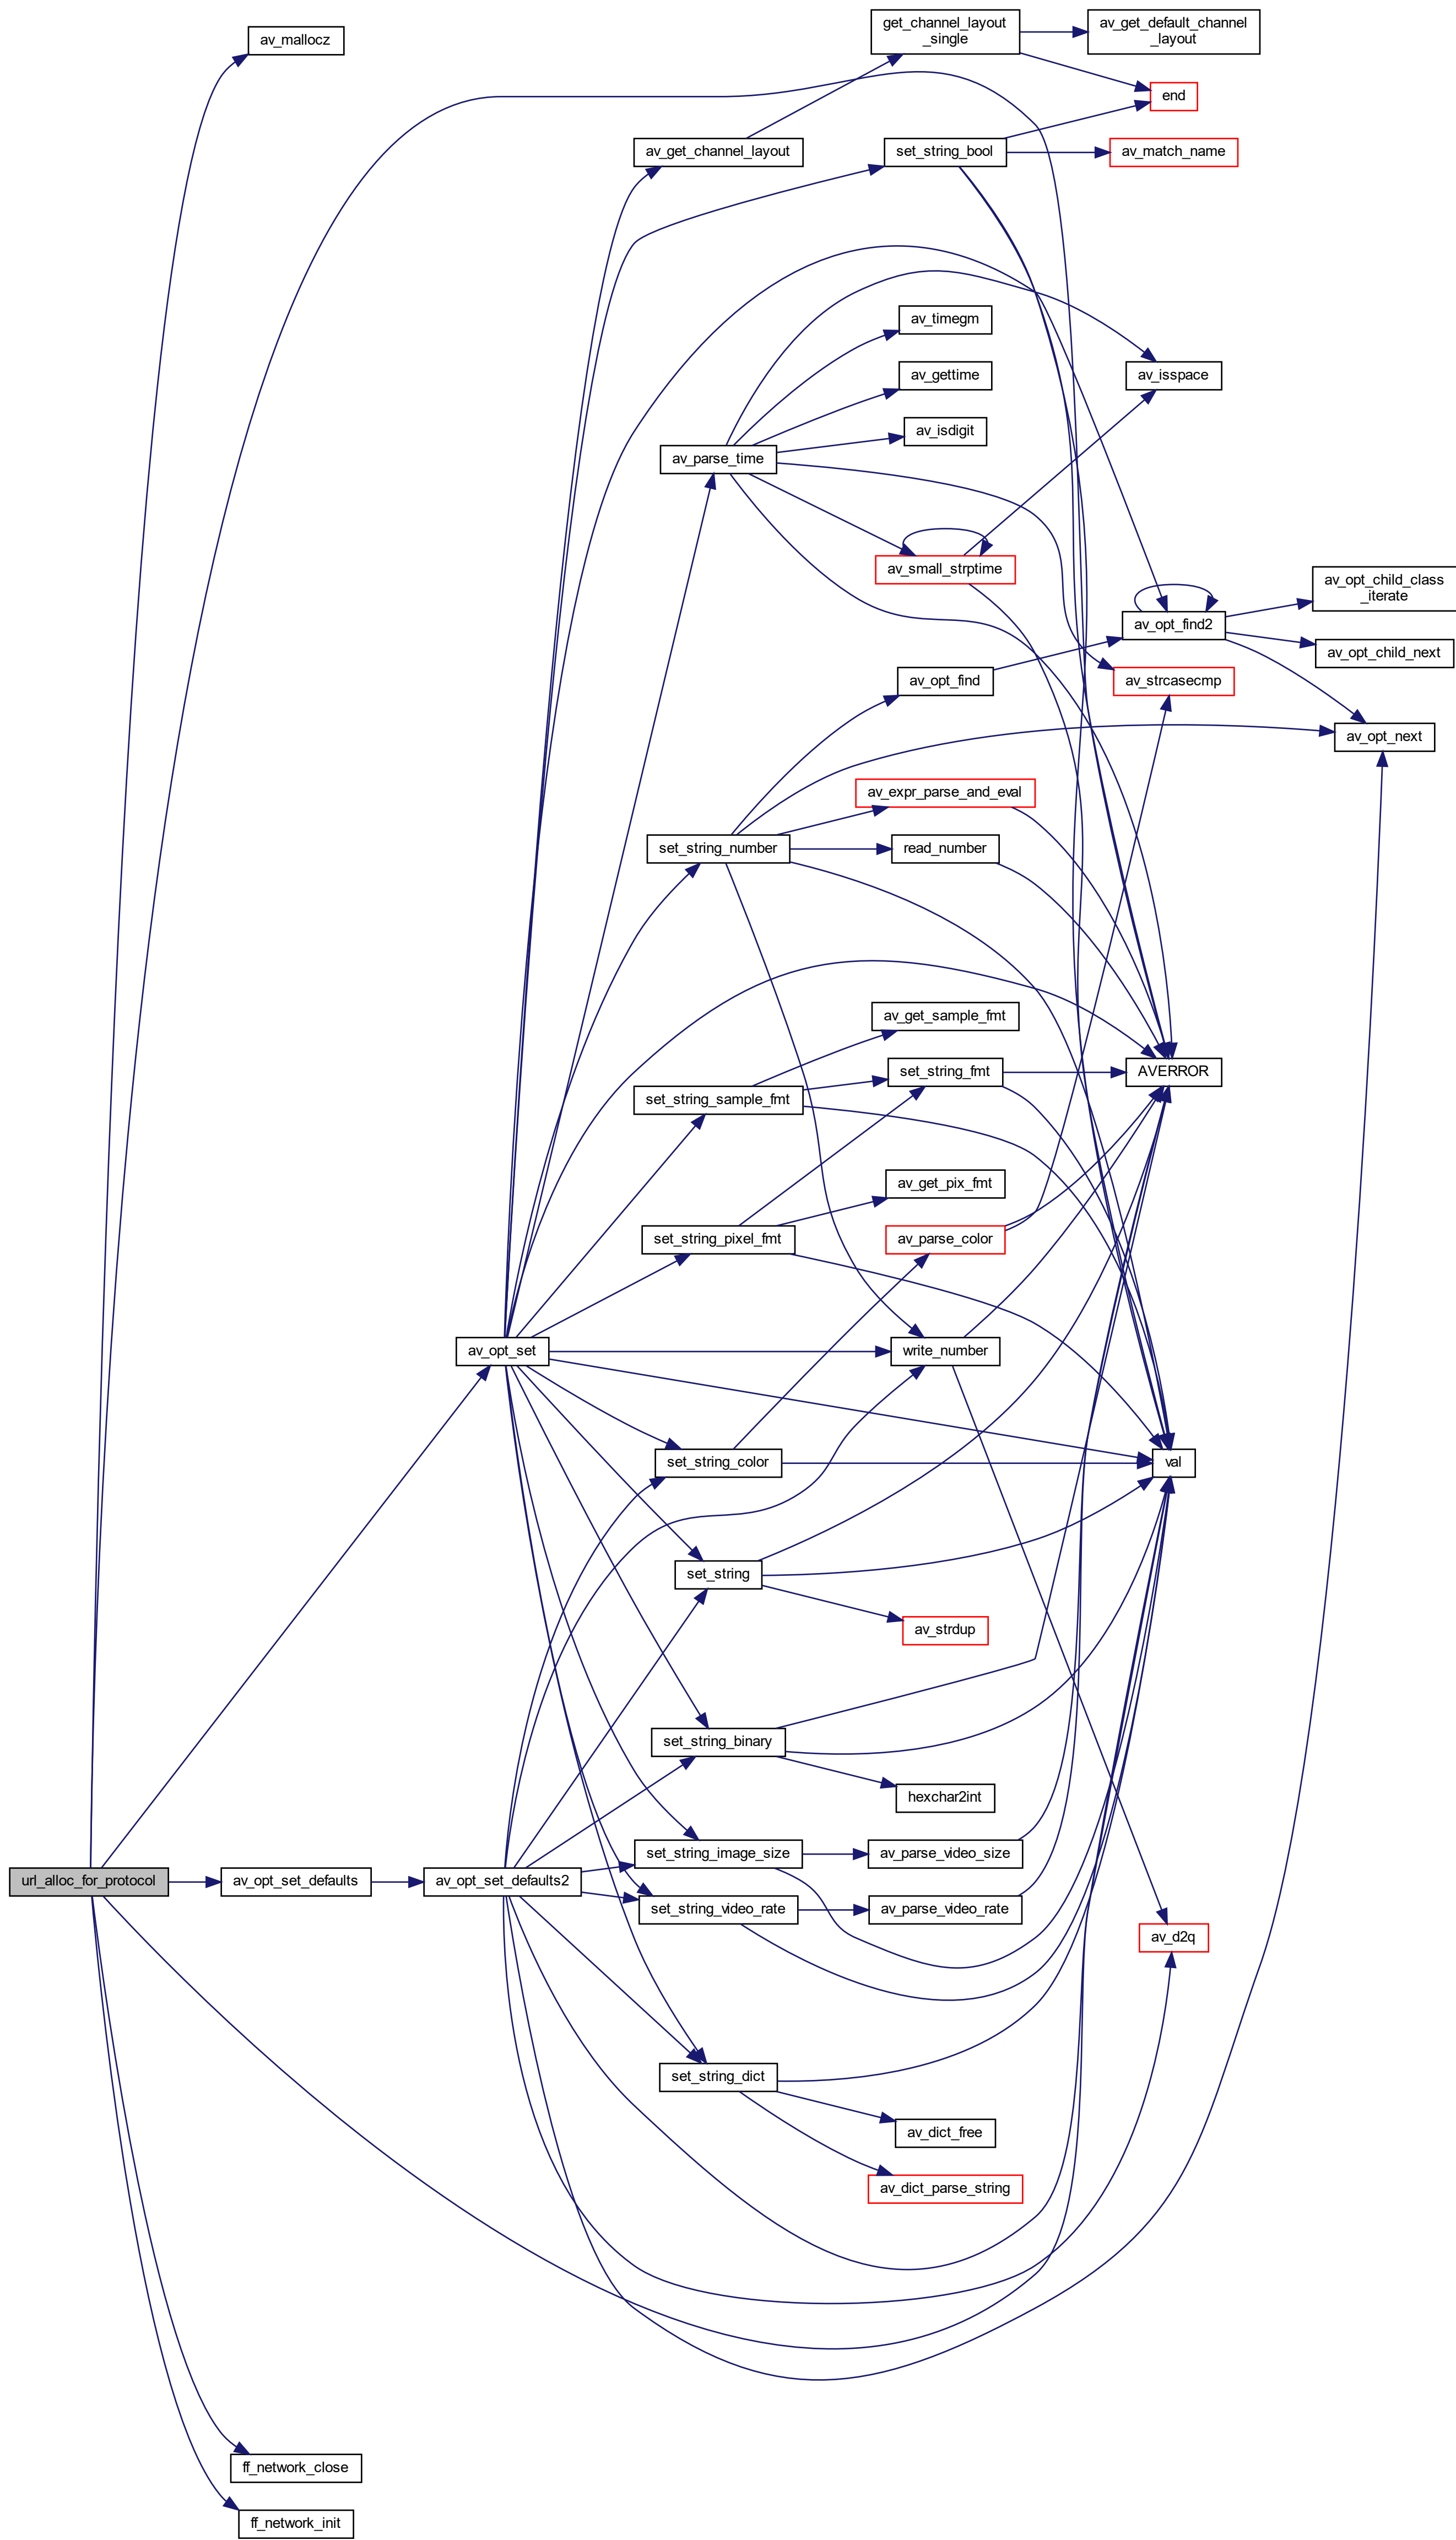 get_channel_layout
_single
av_get_default_channel
_layout
av_mallocz
end
av_get_channel_layout
set_string_bool
av_match_name
av_timegm
av_gettime
av_isspace
av_isdigit
av_parse_time
av_small_strptime
av_opt_child_class
_iterate
av_opt_find2
av_opt_child_next
av_opt_find
av_strcasecmp
av_opt_next
av_expr_parse_and_eval
set_string_number
read_number
av_get_sample_fmt
set_string_fmt
AVERROR
set_string_sample_fmt
av_get_pix_fmt
set_string_pixel_fmt
av_parse_color
av_opt_set
write_number
set_string_color
val
set_string
av_strdup
set_string_binary
hexchar2int
set_string_image_size
av_parse_video_size
url_alloc_for_protocol
av_opt_set_defaults
av_opt_set_defaults2
set_string_video_rate
av_parse_video_rate
av_d2q
set_string_dict
av_dict_free
av_dict_parse_string
ff_network_close
ff_network_init